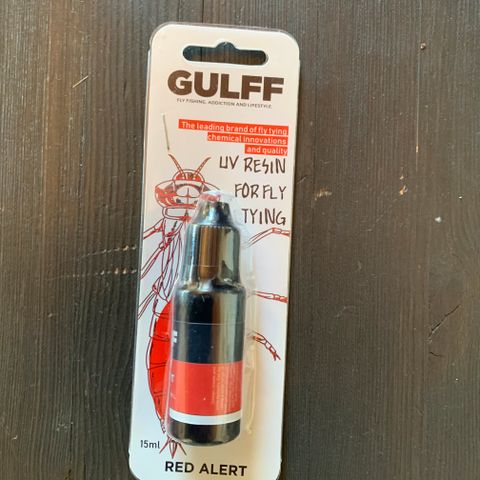 GULFF
FLY FISHING, ADDICTION AND LIFESTYLE
The leading brand of fly tying
chemical innovations
and quality
UV RESIN
FOR FLY
TYING
15ml
RED ALERT